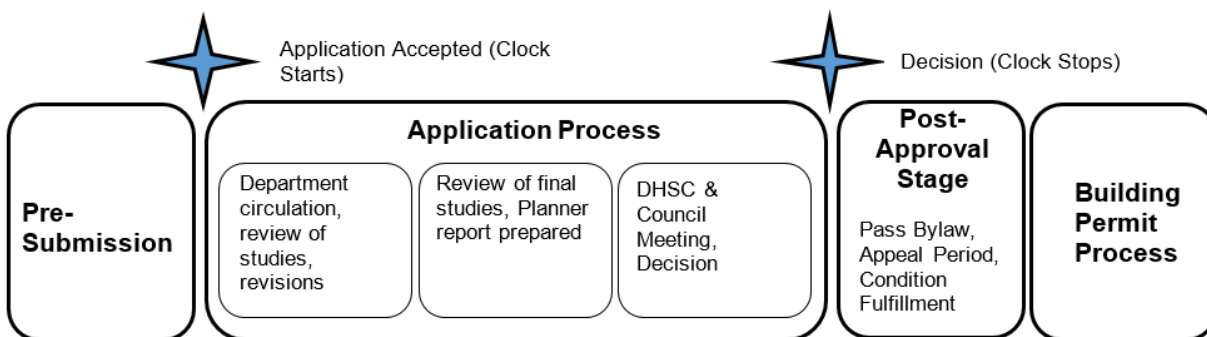 Application Accepted (Clock
Starts)
Decision (Clock Stops)
Pre-
Submission
Application Process
Department
circulation,
review of
studies,
revisions
Review of final
studies, Planner
report prepared
DHSC &
Council
Meeting,
Decision
Post-
Approval
Stage
Pass Bylaw,
Appeal Period,
Condition
Fulfillment
Building
Permit
Process